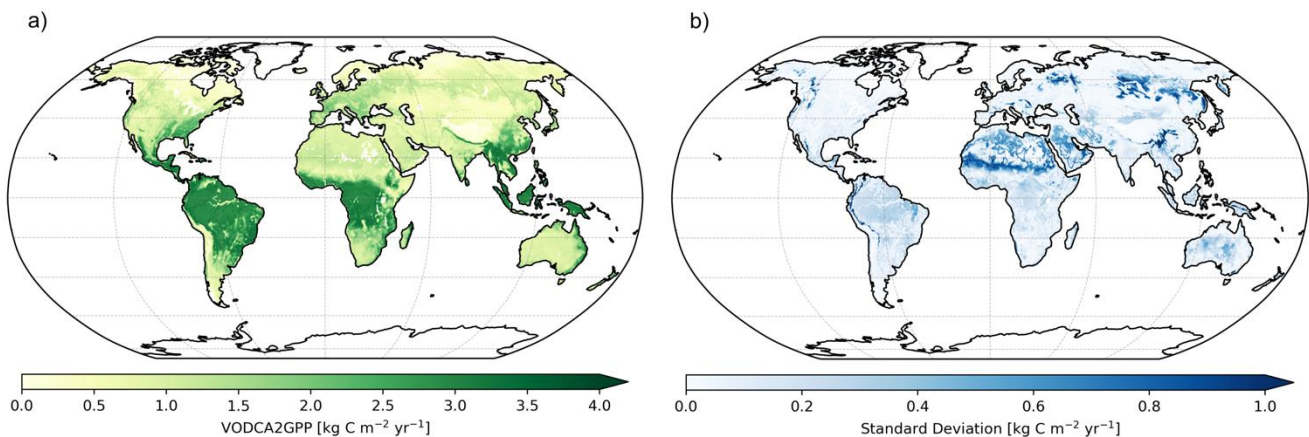 a)
b)
0.0 0.5 1.0 1.5 2.0 2.5 3.0 3.5 4.0
VODCA2GPP [kg C m⁻² yr⁻¹]
0.0 0.2 0.4 0.6 0.8 1.0
Standard Deviation [kg C m⁻² yr⁻¹]